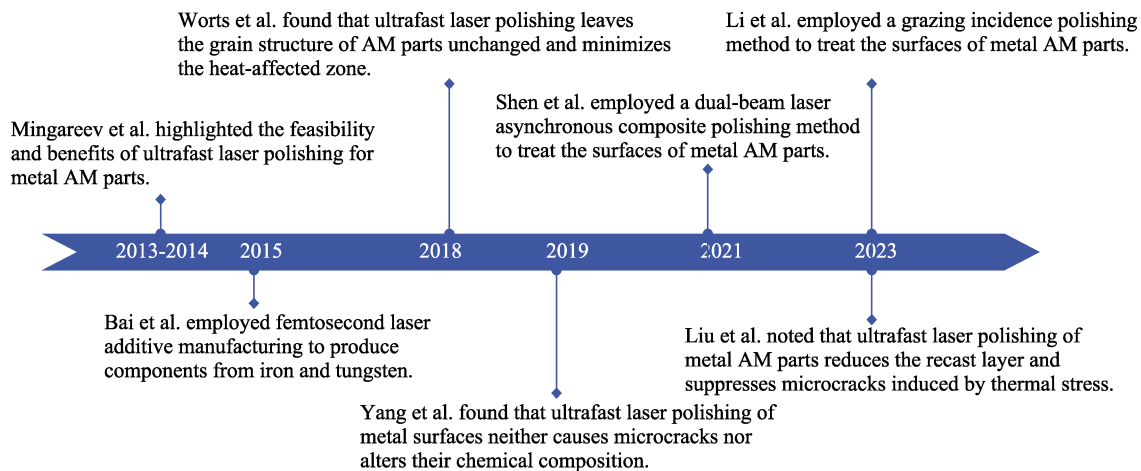 Worts et al. found that ultrafast laser polishing leaves
the grain structure of AM parts unchanged and minimizes
the heat-affected zone.
Li et al. employed a grazing incidence polishing
method to treat the surfaces of metal AM parts.
Shen et al. employed a dual-beam laser
asynchronous composite polishing method
to treat the surfaces of metal AM parts.
Mingareev et al. highlighted the feasibility
and benefits of ultrafast laser polishing for
metal AM parts.
2013-2014 2015 2018 2019 2021 2023
Bai et al. employed femtosecond laser
additive manufacturing to produce
components from iron and tungsten.
Liu et al. noted that ultrafast laser polishing of
metal AM parts reduces the recast layer and
suppresses microcracks induced by thermal stress.
Yang et al. found that ultrafast laser polishing of
metal surfaces neither causes microcracks nor
alters their chemical composition.